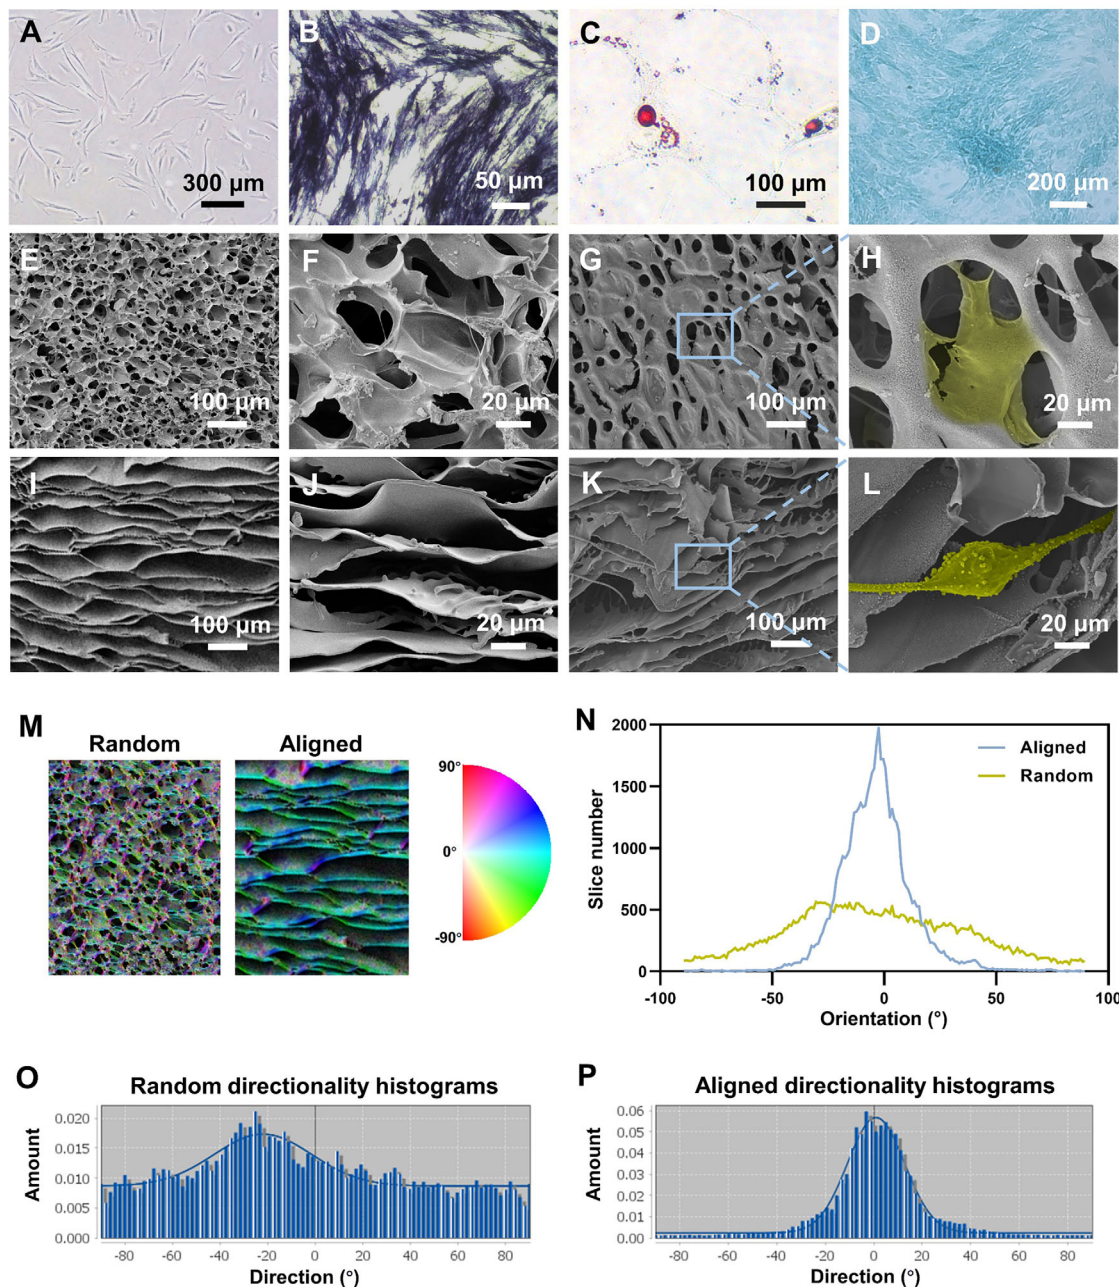 A
300 μm
B
50 μm
C
100 μm
D
200 μm
E
100 μm
F
20 μm
G
100 μm
H
20 μm
I
100 μm
J
20 μm
K
100 μm
L
20 μm
M
Random
Aligned
90°
0°
-90°
N
2000
1500
1000
500
0
Slice number
Aligned
Random
-100
-50
0
50
100
Orientation (°)
O
Random directionality histograms
0.020
0.015
0.010
0.005
0.000
Amount
-80
-60
-40
-20
0
20
40
60
80
Direction (°)
P
Aligned directionality histograms
0.06
0.05
0.04
0.03
0.02
0.01
0.00
Amount
-80
-60
-40
-20
0
20
40
60
80
Direction (°)